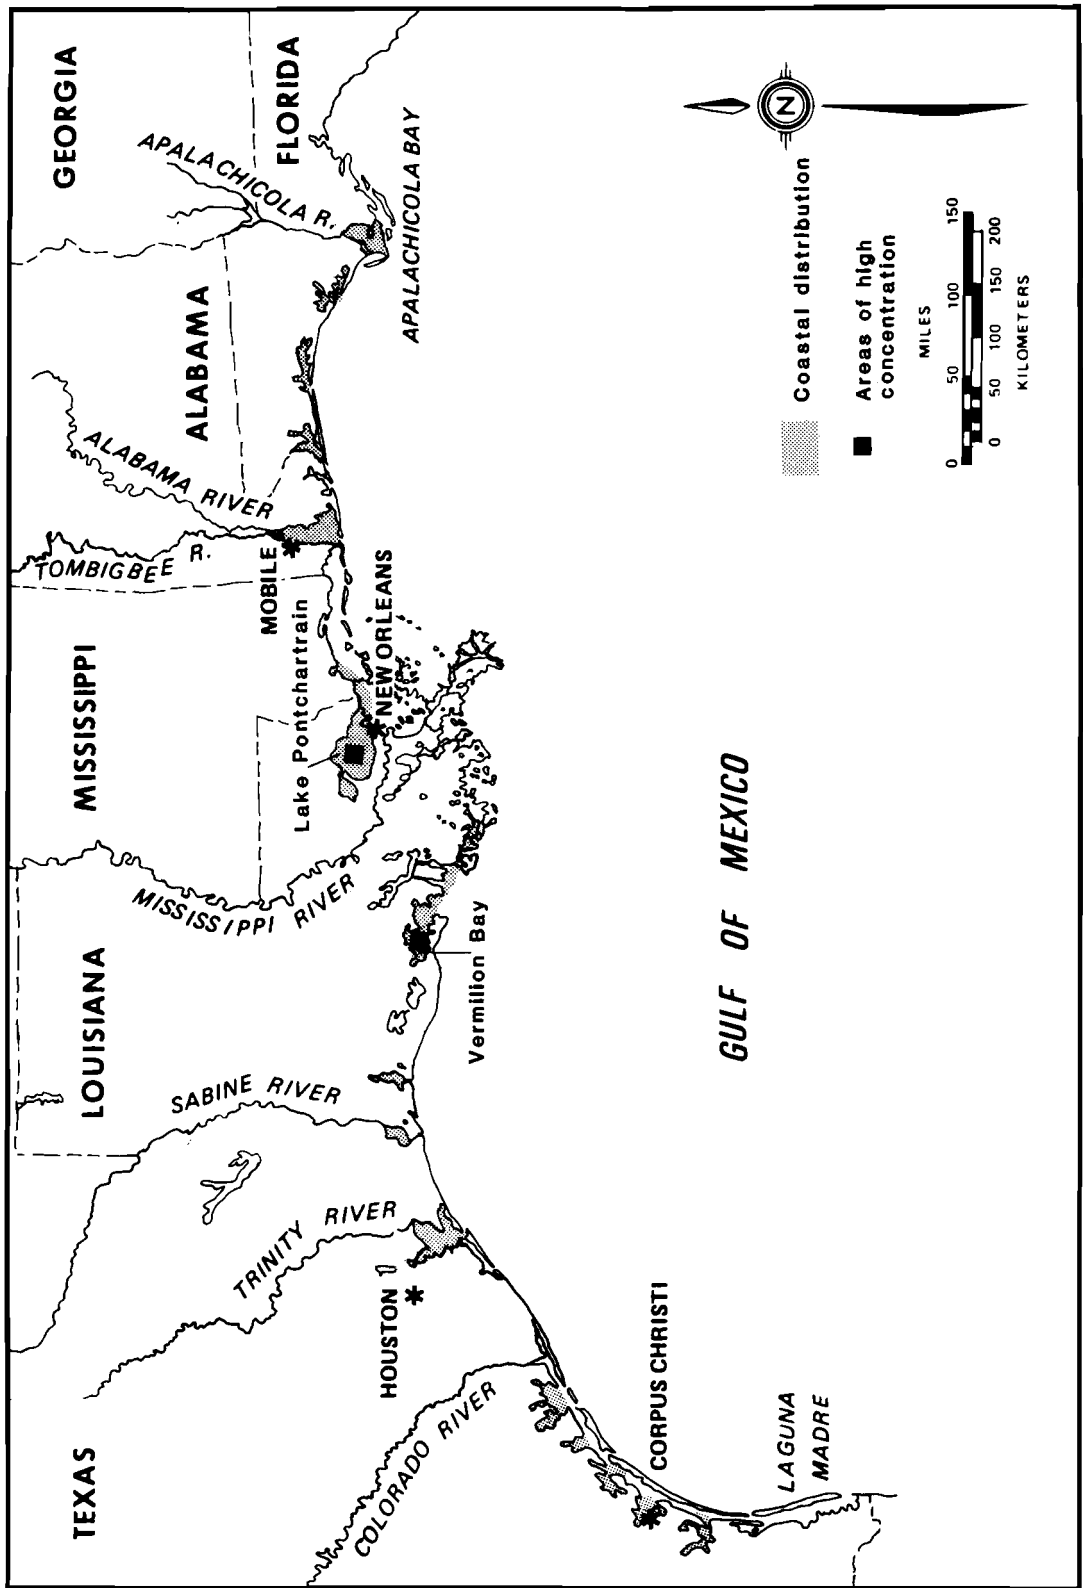 TEXAS
LOUISIANA
MISSISSIPPI
ALABAMA
GEORGIA
FLORIDA
COLORADO RIVER
TRINITY RIVER
SABINE RIVER
MISSISSIPPI RIVER
TOMBIGBEE R.
ALABAMA RIVER
APALACHICOLA R.
HOUSTON
MOBILE
Lake Pontchartrain
NEW ORLEANS
Vermilion Bay
APALACHICOLA BAY
CORPUS CHRISTI
LAGUNA
MADRE
GULF OF MEXICO
N
Coastal distribution
Areas of high
concentration
MILES
0 50 100 150
0 50 100 150 200
KILOMETERS